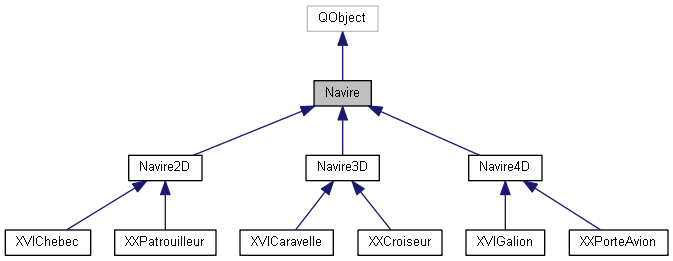 QObject
Navire
Navire2D
Navire3D
Navire4D
XVIChebec
XXPatrouilleur
XVICaravelle
XXCroiseur
XVIGalion
XXPorteAvion